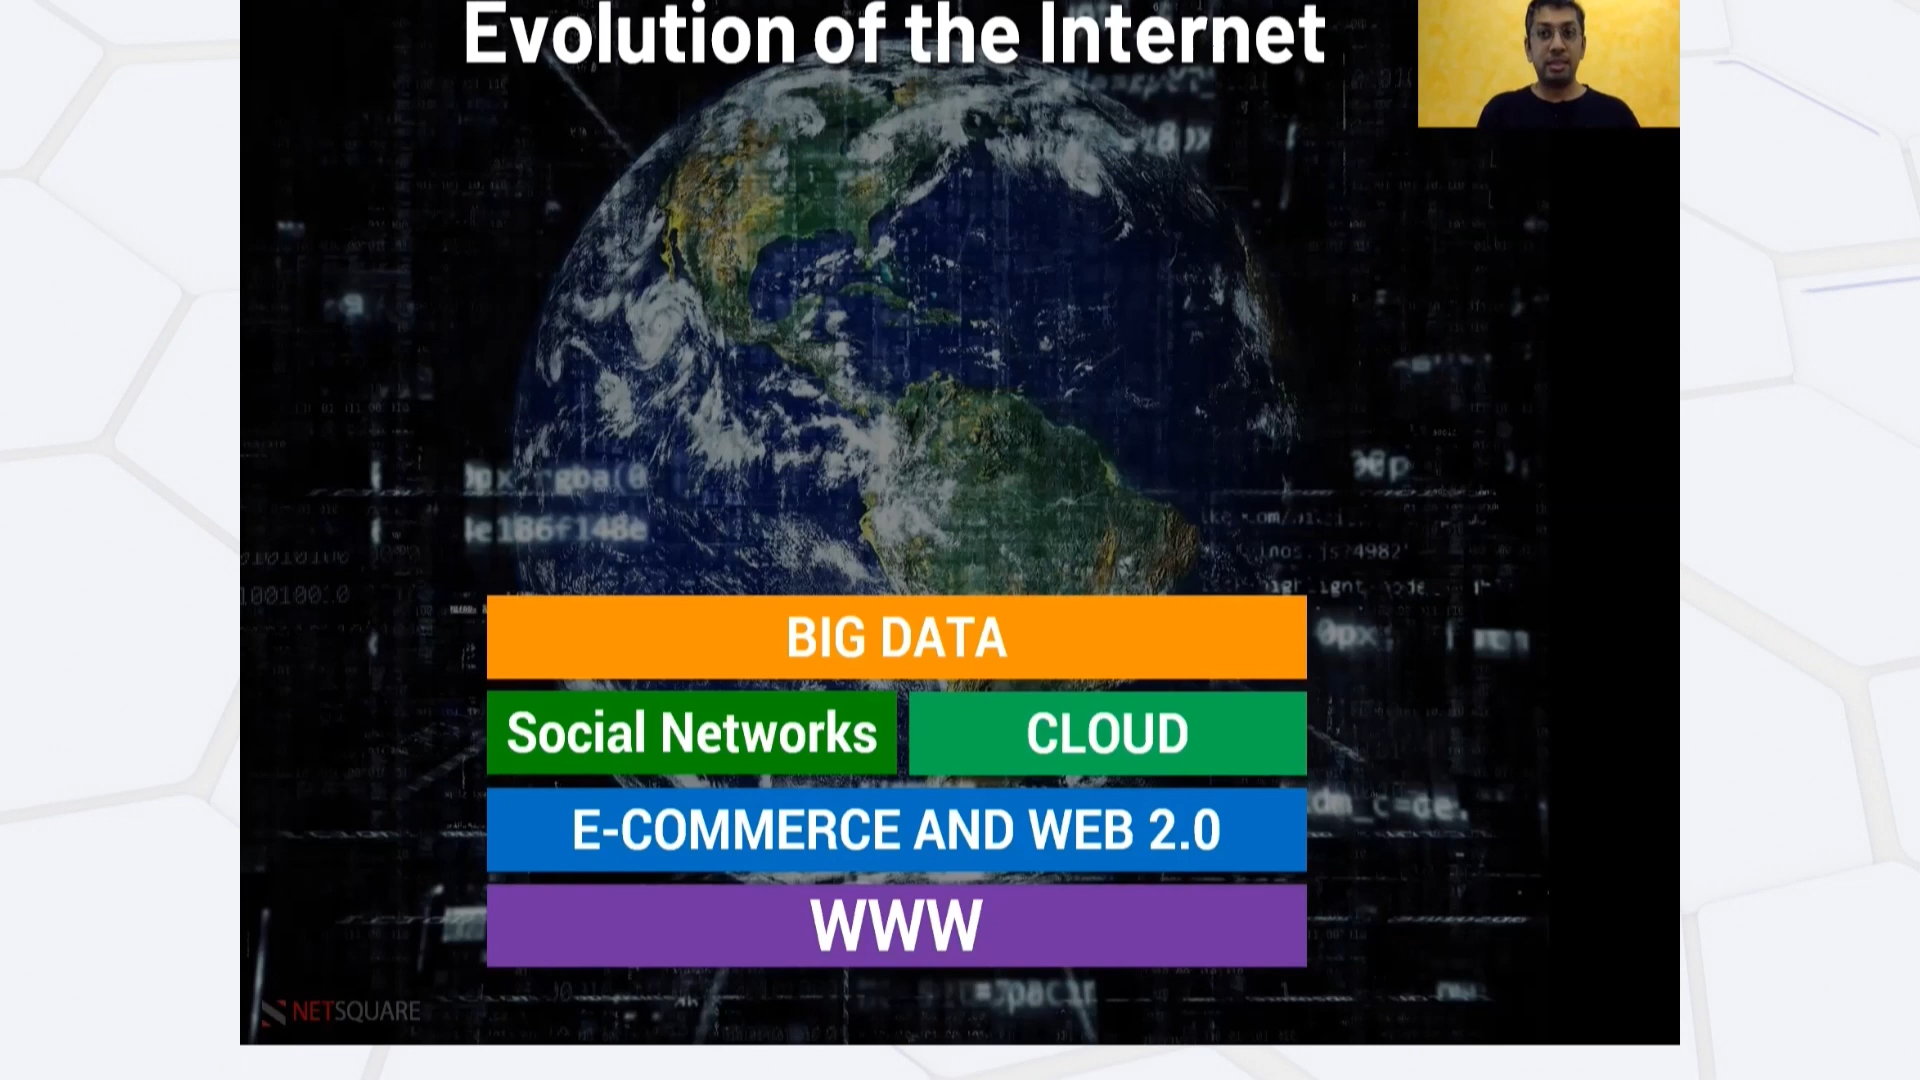 Evolution of the Internet
BIG DATA
Social Networks
CLOUD
E-COMMERCE AND WEB 2.0
WWW
NETSQUARE